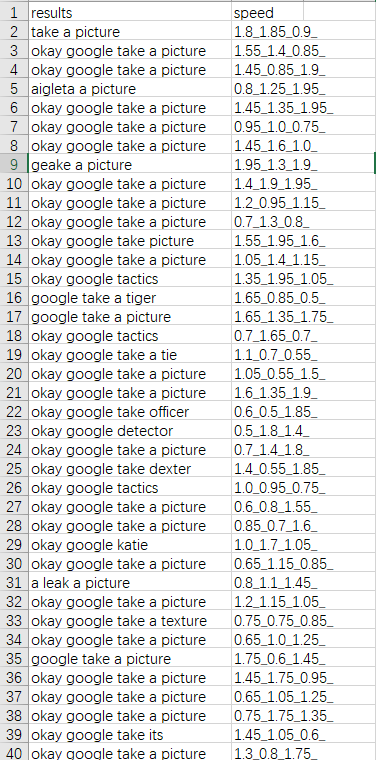 1 results speed
2 take a picture 1.8_1.85_0.9_
3 okay google take a picture 1.55_1.4_0.85_
4 okay google take a picture 1.45_0.85_1.9_
5 aigleta a picture 0.8_1.25_1.95_
6 okay google take a picture 1.45_1.35_1.95_
7 okay google take a picture 0.95_1.0_0.75_
8 okay google take a picture 1.45_1.6_1.0_
9 geake a picture 1.95_1.3_1.9_
10 okay google take a picture 1.4_1.9_1.95_
11 okay google take a picture 1.2_0.95_1.15_
12 okay google take a picture 0.7_1.3_0.8_
13 okay google take picture 1.55_1.95_1.6_
14 okay google take a picture 1.05_1.4_1.15_
15 okay google tactics 1.35_1.95_1.05_
16 google take a tiger 1.65_0.85_0.5_
17 google take a picture 1.65_1.35_1.75_
18 okay google tactics 0.7_1.65_0.7_
19 okay google take a tie 1.1_0.7_0.55_
20 okay google take a picture 1.05_0.55_1.5_
21 okay google take a picture 1.6_1.35_1.9_
22 okay google take officer 0.6_0.5_1.85_
23 okay google detector 0.5_1.8_1.4_
24 okay google take a picture 0.7_1.4_1.8_
25 okay google take dexter 1.4_0.55_1.85_
26 okay google tactics 1.0_0.95_0.75_
27 okay google take a picture 0.6_0.8_1.55_
28 okay google take a picture 0.85_0.7_1.6_
29 okay google katie 1.0_1.7_1.05_
30 okay google take a picture 0.65_1.15_0.85_
31 a leak a picture 0.8_1.1_1.45_
32 okay google take a picture 1.2_1.15_1.05_
33 okay google take a texture 0.75_0.75_0.85_
34 okay google take a picture 0.65_1.0_1.25_
35 google take a picture 1.75_0.6_1.45_
36 okay google take a picture 1.45_1.75_0.95_
37 okay google take a picture 0.65_1.05_1.25_
38 okay google take a picture 0.75_1.75_1.35_
39 okay google take its 1.45_1.05_0.6_
40 okay google take a picture 1.3_0.8_1.75_